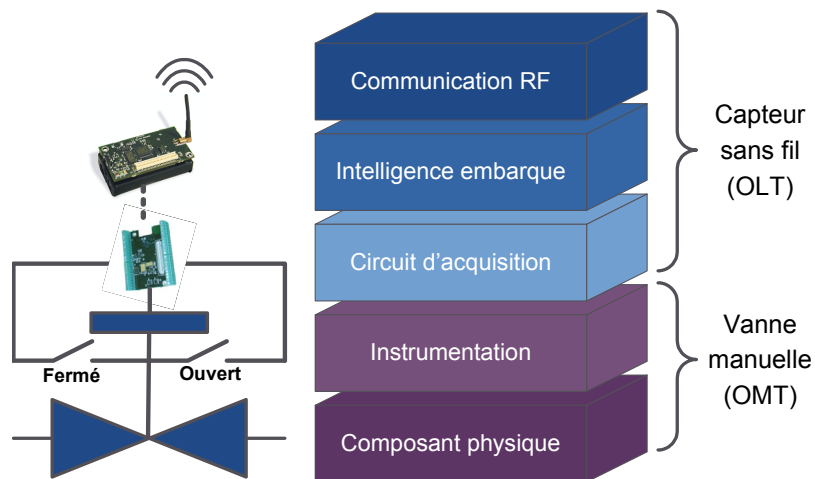 Communication RF
Intelligence embarque
Circuit d'acquisition
Instrumentation
Composant physique
Capteur
sans fil
(OLT)
Vanne
manuelle
(OMT)
Fermé
Ouvert